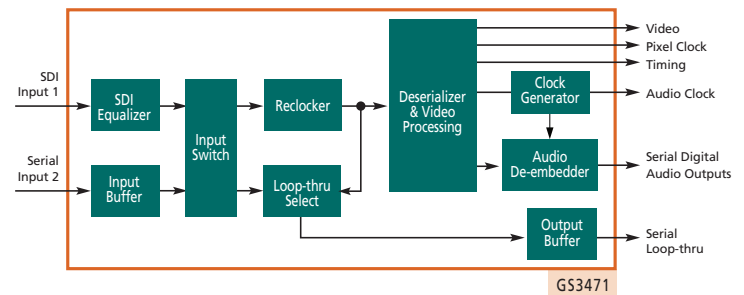 Video
Pixel Clock
Timing
SDI
Input 1
SDI
Equalizer
Input
Switch
Reclocker
Deserializer
& Video
Processing
Clock
Generator
Audio Clock
Serial
Input 2
Input
Buffer
Loop-thru
Select
Audio
De-embedder
Serial Digital
Audio Outputs
Output
Buffer
Serial
Loop-thru
GS3471